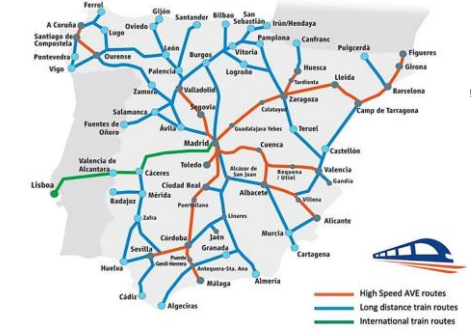 Ferrol
Gijón
Santander
Bilbao
San
Sebastián
Irún/Hendaya
A Coruña
Lugo
Oviedo
Vitoria
Pamplona
Canfranc
Santiago de
Compostela
León
Burgos
Puigcerdà
Figueres
Pontevedra
Ourense
Palencia
Logroño
Huesca
Girona
Vigo
Tardienta
Lleida
Zamora
Valladolid
Zaragoza
Barcelona
Segovia
Calatayud
Camp de Tarragona
Salamanca
Guadalajara Yebes
Fuentes de
Oñoro
Ávila
Teruel
Madrid
Cuenca
Castellón
Valencia de
Alcantara
Toledo
Cáceres
Alcázar de
San Juan
Requena
/ Utiel
Valencia
Lisboa
Ciudad Real
Gandía
Mérida
Albacete
Badajoz
Puertollano
Villena
Zafra
Alicante
Linares
Córdoba
Jaén
Murcia
Sevilla
Puente
Genil-Herrera
Granada
Cartagena
Huelva
Antequera-Sta. Ana
Almería
Málaga
Cádiz
Algeciras
High Speed AVE routes
Long distance train routes
International train routes